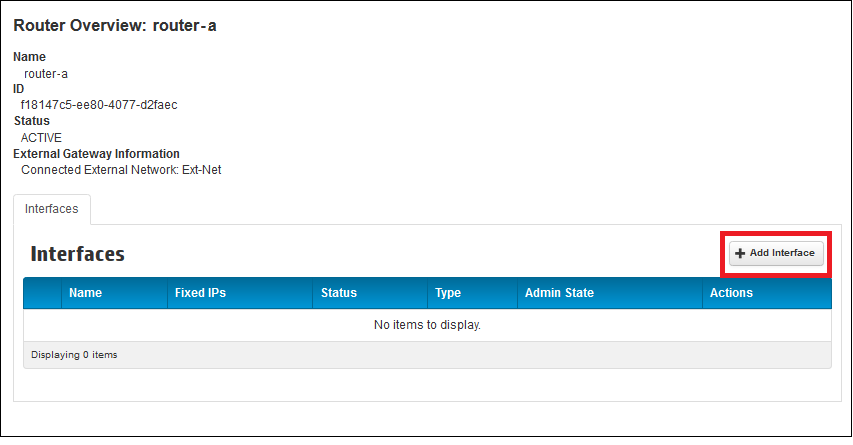 Router Overview: router-a
Name
router-a
ID
f18147c5-ee80-4077-d2faec
Status
ACTIVE
External Gateway Information
Connected External Network: Ext-Net
Interfaces
Interfaces
+ Add Interface
Name Fixed IPs Status Type Admin State Actions
No items to display.
Displaying 0 items